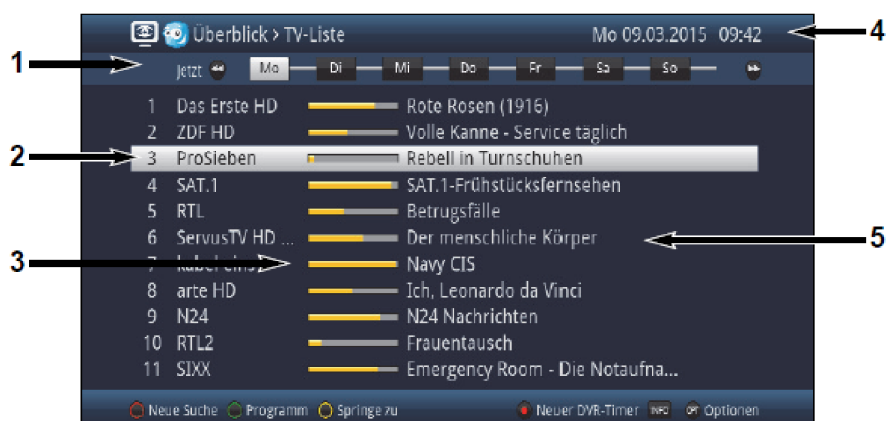 Überblick > TV-Liste Mo 09.03.2015 09:42
4
1
Jetzt Mo Di Mi Do Fr Sa So
1 Das Erste HD Rote Rosen (1916)
2 ZDF HD Volle Kanne - Service täglich
2
3 ProSieben Rebell in Turnschuhen
4 SAT.1 SAT.1-Frühstücksfernsehen
5 RTL Betrugsfälle
6 ServusTV HD ... Der menschliche Körper
5
3
7 kabel eins Navy CIS
8 arte HD Ich, Leonardo da Vinci
9 N24 N24 Nachrichten
10 RTL2 Frauentausch
11 SIXX Emergency Room - Die Notaufna...
Neue Suche Programm Springe zu Neuer DVR-Timer INFO OPT Optionen